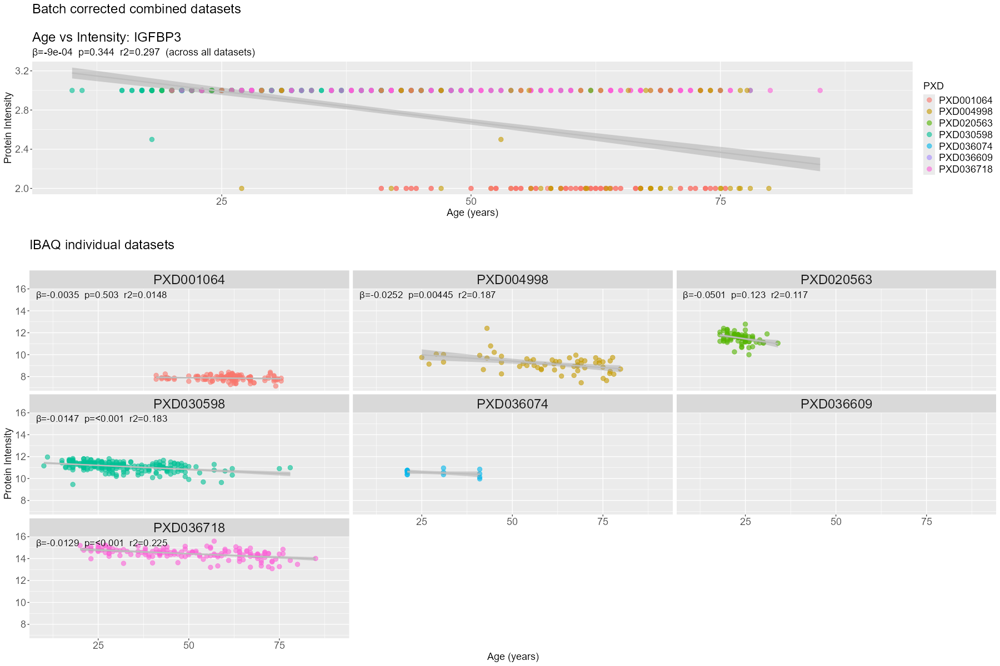 Batch corrected combined datasets
Age vs Intensity: IGFBP3
β=-9e-04 p=0.344 r2=0.297 (across all datasets)
Protein Intensity
3.2
2.8
2.4
2.0
25 50 75
Age (years)
PXD
PXD001064
PXD004998
PXD020563
PXD030598
PXD036074
PXD036609
PXD036718
IBAQ individual datasets
PXD001064 PXD004998 PXD020563
β=-0.0035 p=0.503 r2=0.0148
β=-0.0252 p=0.00445 r2=0.187
β=-0.0501 p=0.123 r2=0.117
16
14
12
10
8
PXD030598 PXD036074 PXD036609
β=-0.0147 p=<0.001 r2=0.183
Protein Intensity
16
14
12
10
8
25 50 75
25 50 75
PXD036718
β=-0.0129 p=<0.001 r2=0.225
16
14
12
10
8
25 50 75
Age (years)